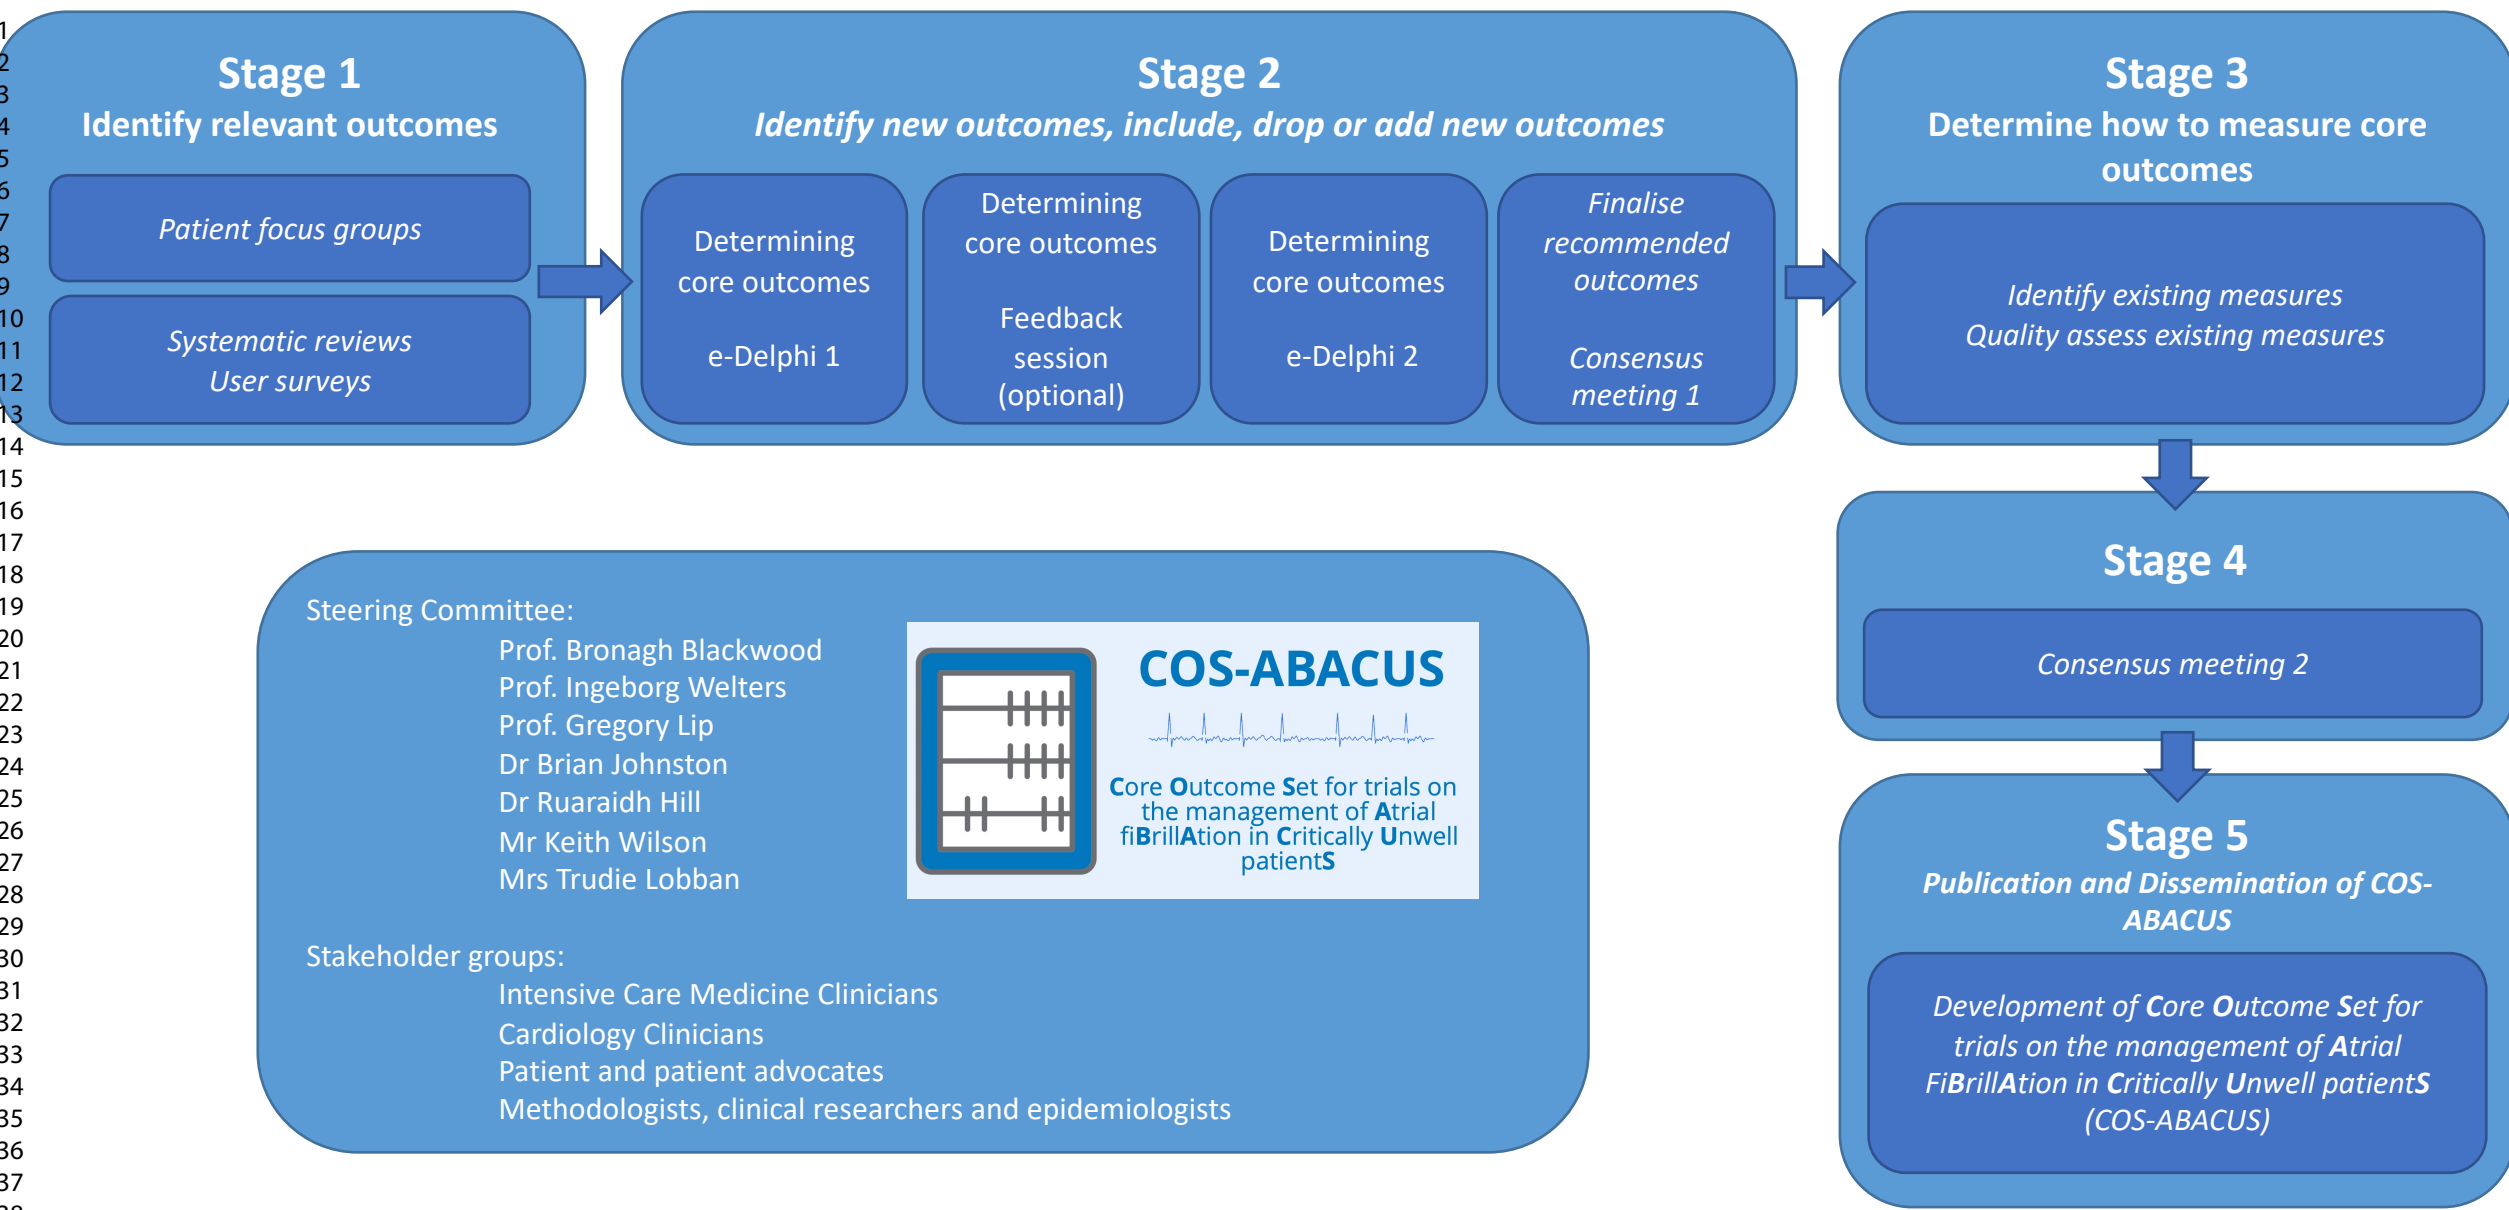 1
2
3
4
5
6
7
8
9
10
11
12
13
14
15
16
17
18
19
20
21
22
23
24
25
26
27
28
29
30
31
32
33
34
35
36
37
38
Stage 1
Identify relevant outcomes
Patient focus groups
Systematic reviews
User surveys
Stage 2
Identify new outcomes, include, drop or add new outcomes
Determining
core outcomes
e-Delphi 1
Determining
core outcomes
Feedback
session
(optional)
Determining
core outcomes
e-Delphi 2
Finalise
recommended
outcomes
Consensus
meeting 1
Stage 3
Determine how to measure core
outcomes
Identify existing measures
Quality assess existing measures
Stage 4
Consensus meeting 2
Stage 5
Publication and Dissemination of COS-
ABACUS
Development of Core Outcome Set for
trials on the management of Atrial
FiBrillAtion in Critically Unwell patientS
(COS-ABACUS)
Steering Committee:
Prof. Bronagh Blackwood
Prof. Ingeborg Welters
Prof. Gregory Lip
Dr Brian Johnston
Dr Ruaraidh Hill
Mr Keith Wilson
Mrs Trudie Lobban
COS-ABACUS
Core Outcome Set for trials on
the management of Atrial
fiBrillAtion in Critically Unwell
patientS
Stakeholder groups:
Intensive Care Medicine Clinicians
Cardiology Clinicians
Patient and patient advocates
Methodologists, clinical researchers and epidemiologists